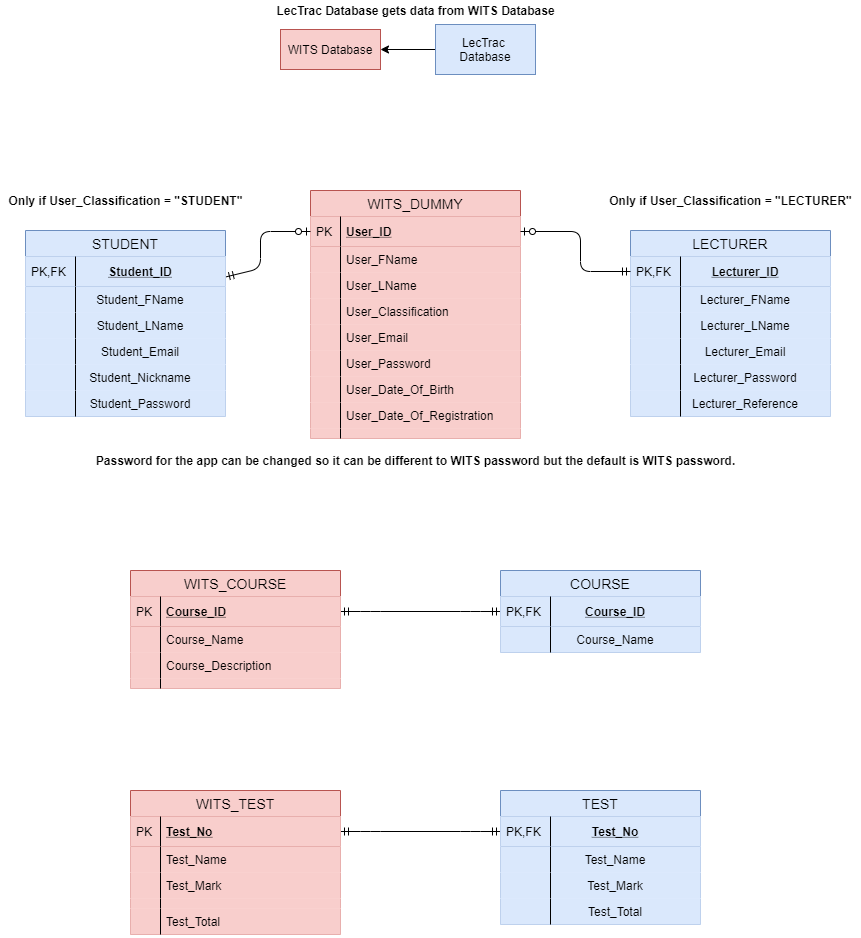 LecTrac Database gets data from WITS Database
WITS Database
LecTrac
Database
Only if User_Classification = "STUDENT"
STUDENT
PK,FK Student_ID
Student_FName
Student_LName
Student_Email
Student_Nickname
Student_Password
WITS_DUMMY
PK User_ID
User_FName
User_LName
User_Classification
User_Email
User_Password
User_Date_Of_Birth
User_Date_Of_Registration
Only if User_Classification = "LECTURER"
LECTURER
PK,FK Lecturer_ID
Lecturer_FName
Lecturer_LName
Lecturer_Email
Lecturer_Password
Lecturer_Reference
Password for the app can be changed so it can be different to WITS password but the default is WITS password.
WITS_COURSE
PK Course_ID
Course_Name
Course_Description
COURSE
PK,FK Course_ID
Course_Name
WITS_TEST
PK Test_No
Test_Name
Test_Mark
Test_Total
TEST
PK,FK Test_No
Test_Name
Test_Mark
Test_Total